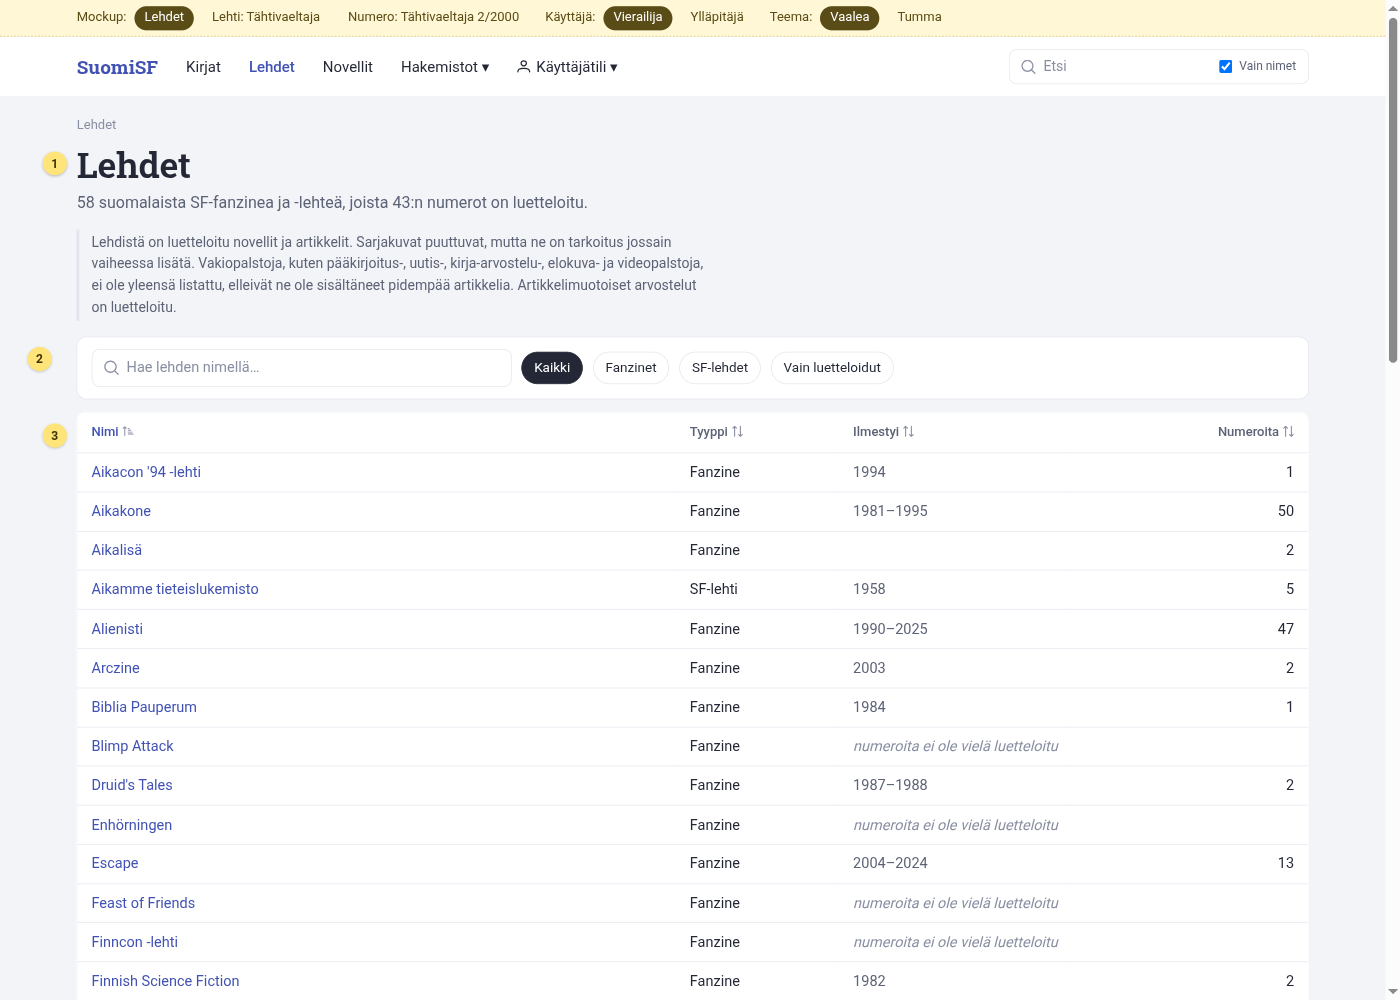 Mockup: Lehdet Lehti: Tähtivaeltaja Numero: Tähtivaeltaja 2/2000 Käyttäjä: Vierailija Ylläpitäjä Teema: Vaalea Tumma
SuomiSF Kirjat Lehdet Novellit Hakemistot ▾ Käyttäjätili ▾ Etsi Vain nimet
Lehdet
1 Lehdet
58 suomalaista SF-fanzinea ja -lehteä, joista 43:n numerot on luetteloitu.
Lehdistä on luetteloitu novellit ja artikkelit. Sarjakuvat puuttuvat, mutta ne on tarkoitus jossain
vaiheessa lisätä. Vakiopalstoja, kuten pääkirjoitus-, uutis-, kirja-arvostelu-, elokuva- ja videopalstoja,
ei ole yleensä listattu, elleivät ne ole sisältäneet pidempää artikkelia. Artikkelimuotoiset arvostelut
on luetteloitu.
2 Hae lehden nimellä... Kaikki Fanzinet SF-lehdet Vain luetteloidut
3 Nimi Tyyppi Ilmestyi Numeroita
Aikacon '94 -lehti Fanzine 1994 1
Aikakone Fanzine 1981–1995 50
Aikalisä Fanzine 2
Aikamme tieteislukemisto SF-lehti 1958 5
Alienisti Fanzine 1990–2025 47
Arczine Fanzine 2003 2
Biblia Pauperum Fanzine 1984 1
Blimp Attack Fanzine numeroita ei ole vielä luetteloitu
Druid's Tales Fanzine 1987–1988 2
Enhörningen Fanzine numeroita ei ole vielä luetteloitu
Escape Fanzine 2004–2024 13
Feast of Friends Fanzine numeroita ei ole vielä luetteloitu
Finncon -lehti Fanzine numeroita ei ole vielä luetteloitu
Finnish Science Fiction Fanzine 1982 2